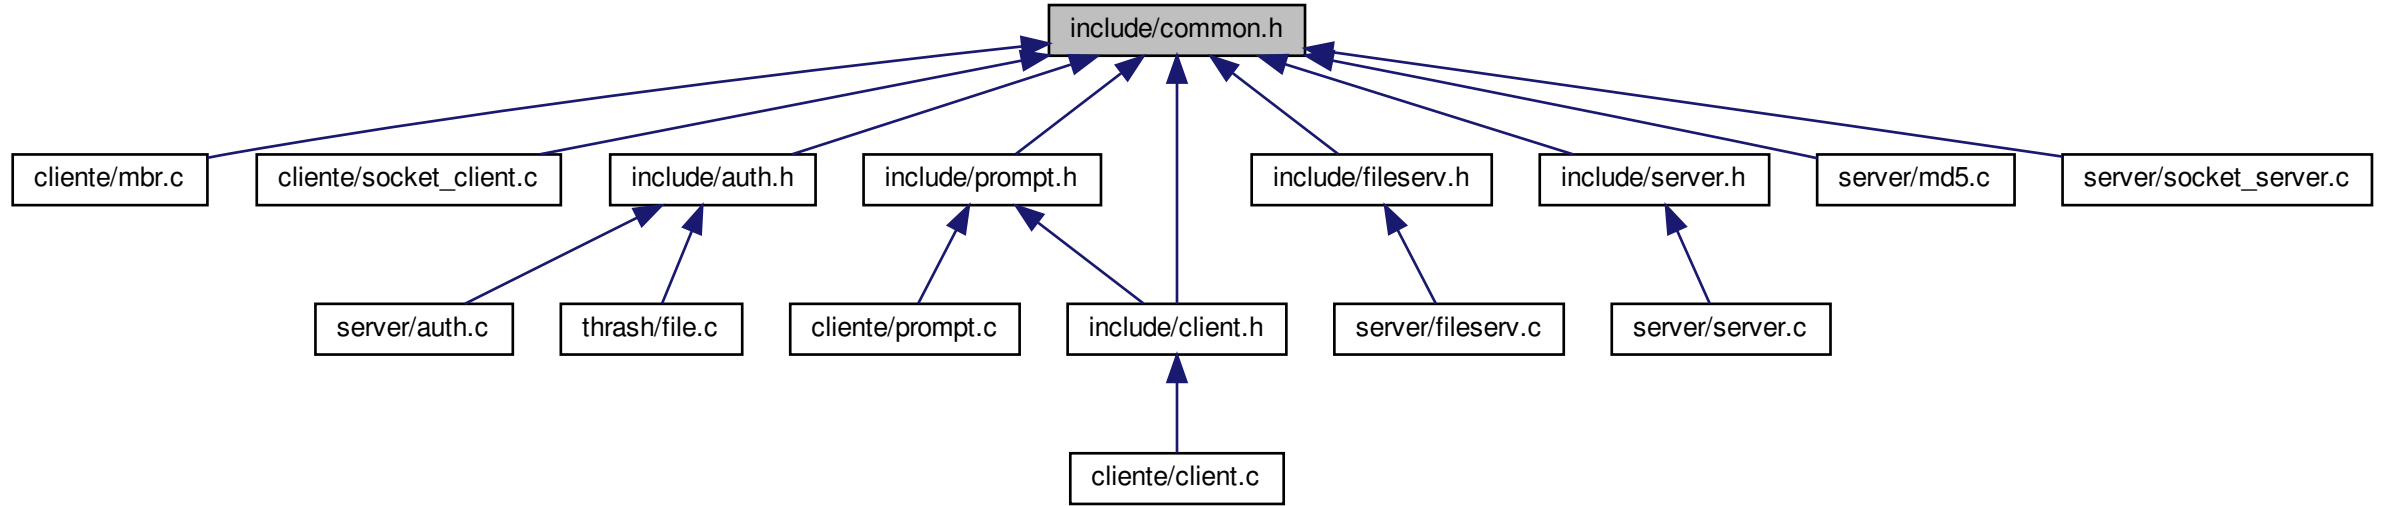 include/common.h
cliente/mbr.c
cliente/socket_client.c
include/auth.h
include/prompt.h
include/fileserv.h
include/server.h
server/md5.c
server/socket_server.c
server/auth.c
thrash/file.c
cliente/prompt.c
include/client.h
server/fileserv.c
server/server.c
cliente/client.c